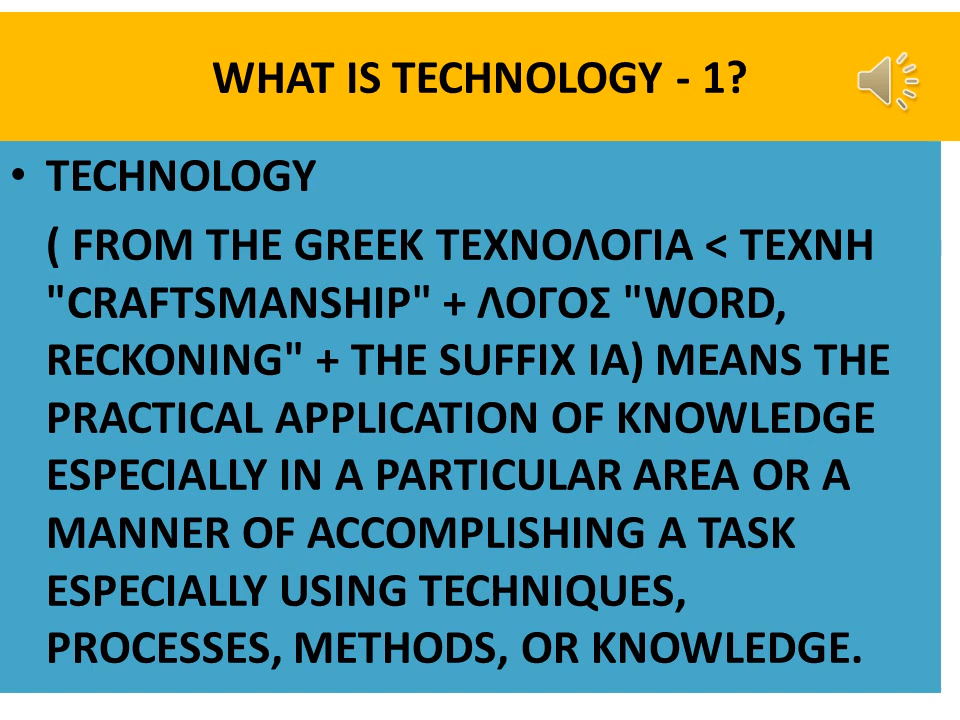 WHAT IS TECHNOLOGY - 1?
• TECHNOLOGY
( FROM THE GREEK ΤΕΧΝΟΛΟΓΙΑ < ΤΕΧΝΗ
"CRAFTSMANSHIP" + ΛΟΓΟΣ "WORD,
RECKONING" + THE SUFFIX ΙΑ) MEANS THE
PRACTICAL APPLICATION OF KNOWLEDGE
ESPECIALLY IN A PARTICULAR AREA OR A
MANNER OF ACCOMPLISHING A TASK
ESPECIALLY USING TECHNIQUES,
PROCESSES, METHODS, OR KNOWLEDGE.